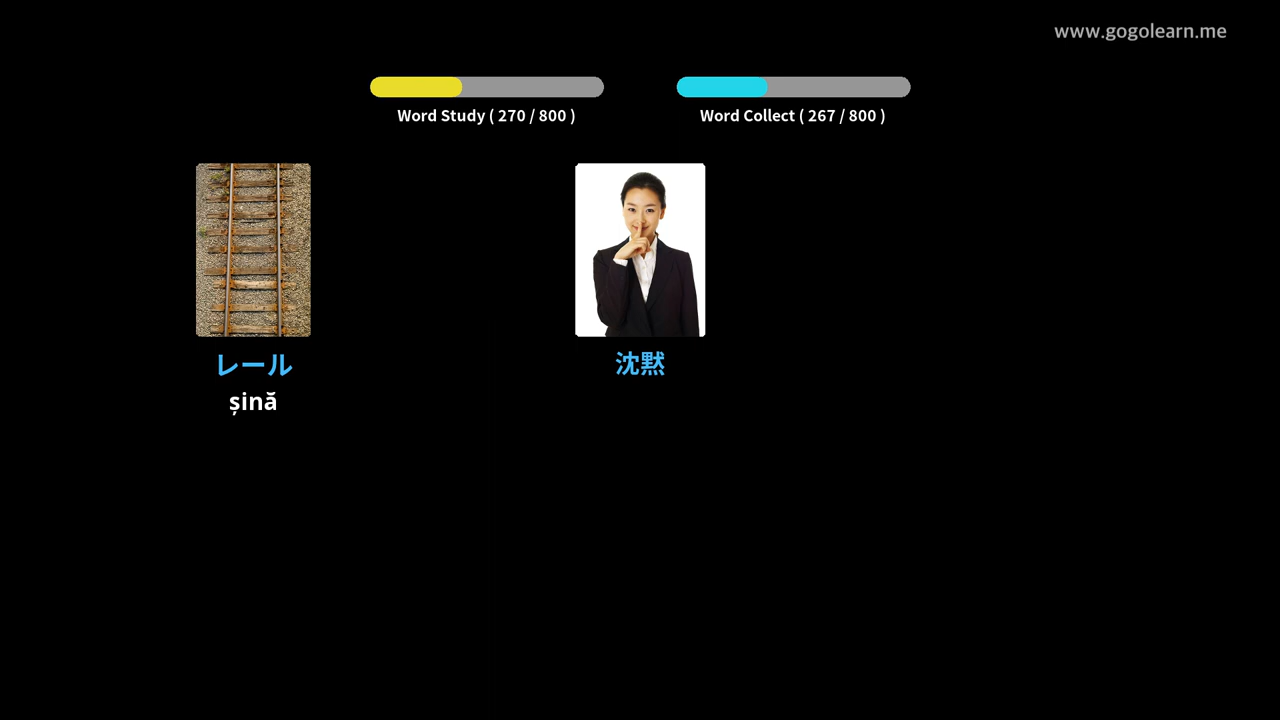 www.gogolearn.me
Word Study ( 270 / 800 )
Word Collect ( 267 / 800 )
レール
șină
沈黙